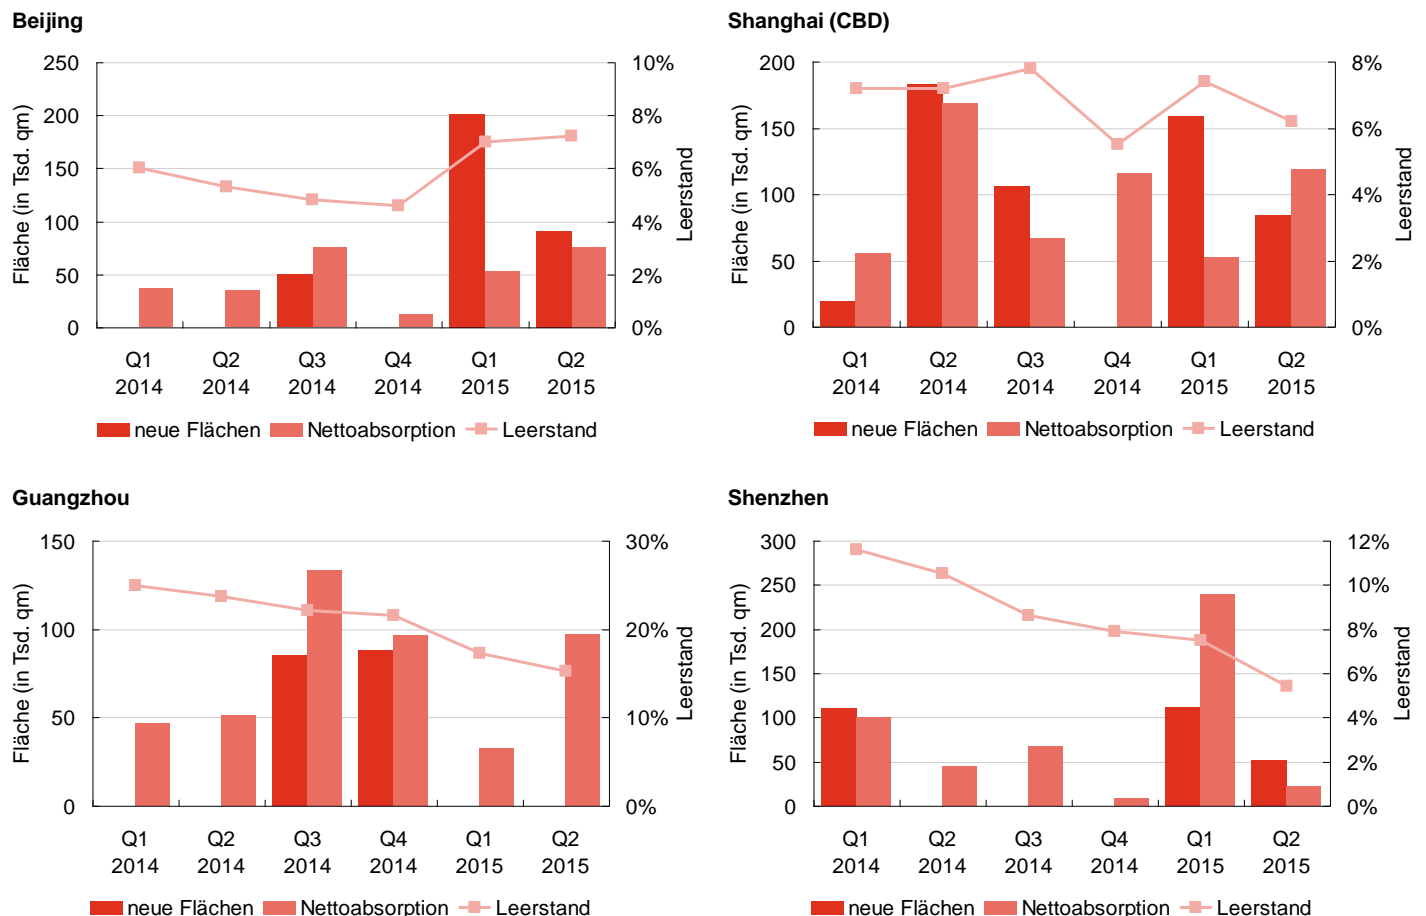 Beijing
Fläche (in Tsd. qm)
250
200
150
100
50
0
10%
8%
6%
4%
2%
0%
Leerstand
Q1 Q2 Q3 Q4 Q1 Q2
2014 2014 2014 2014 2015 2015
neue Flächen Nettoabsorption Leerstand
Shanghai (CBD)
Fläche (in Tsd. qm)
200
150
100
50
0
8%
6%
4%
2%
0%
Leerstand
Q1 Q2 Q3 Q4 Q1 Q2
2014 2014 2014 2014 2015 2015
neue Flächen Nettoabsorption Leerstand
Guangzhou
Fläche (in Tsd. qm)
150
100
50
0
30%
20%
10%
0%
Leerstand
Q1 Q2 Q3 Q4 Q1 Q2
2014 2014 2014 2014 2015 2015
neue Flächen Nettoabsorption Leerstand
Shenzhen
Fläche (in Tsd. qm)
300
250
200
150
100
50
0
12%
10%
8%
6%
4%
2%
0%
Leerstand
Q1 Q2 Q3 Q4 Q1 Q2
2014 2014 2014 2014 2015 2015
neue Flächen Nettoabsorption Leerstand